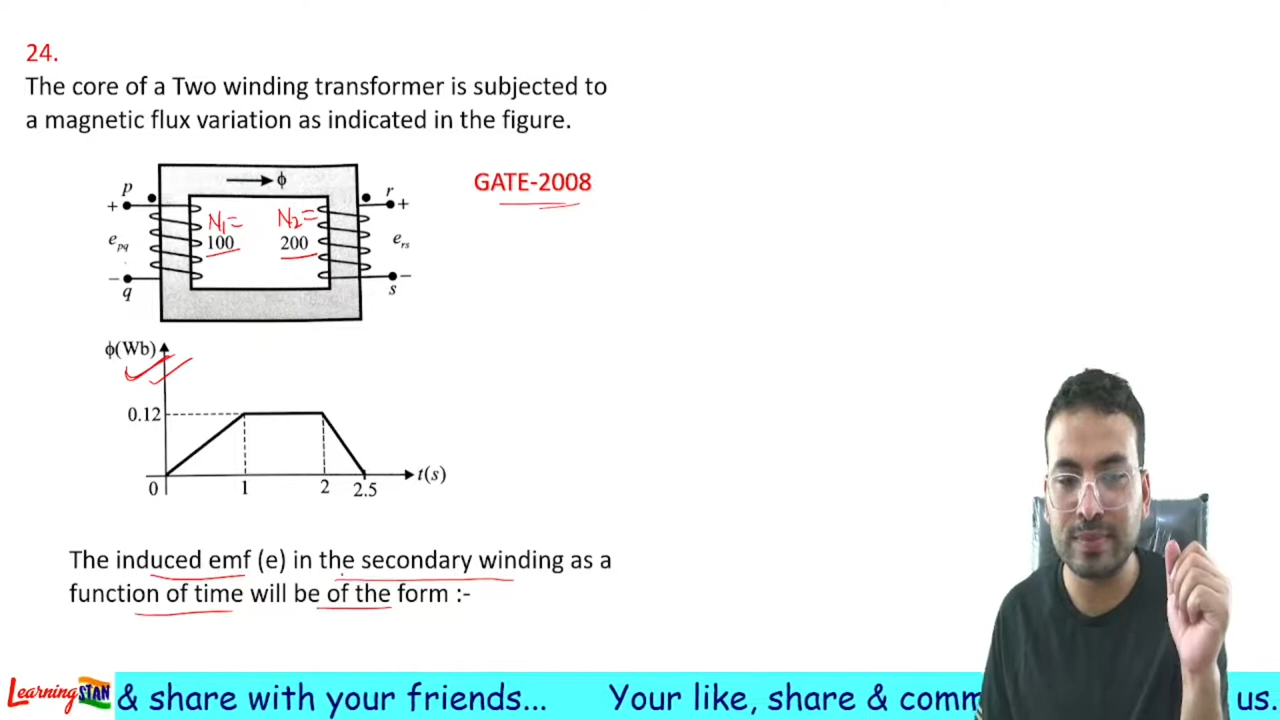 24.
The core of a Two winding transformer is subjected to
a magnetic flux variation as indicated in the figure.
GATE-2008
p
ϕ
r
+
+
N1=
N2=
100
200
epq
ers
−
−
q
s
ϕ(Wb)
0.12
0
1
2
2.5
t(s)
The induced emf (e) in the secondary winding as a
function of time will be of the form :-
Learning STAN
& share with your friends... Your like, share & comm us.